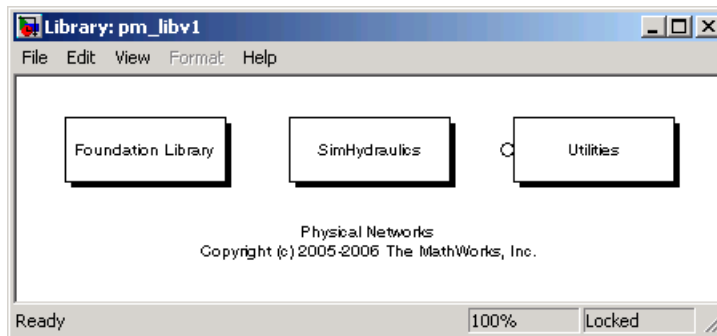 Library: pm_libv1
File Edit View Format Help
Foundation Library
SimHydraulics
Utilities
Physical Networks
Copyright (c) 2005-2006 The MathWorks, Inc.
Ready 100% Locked